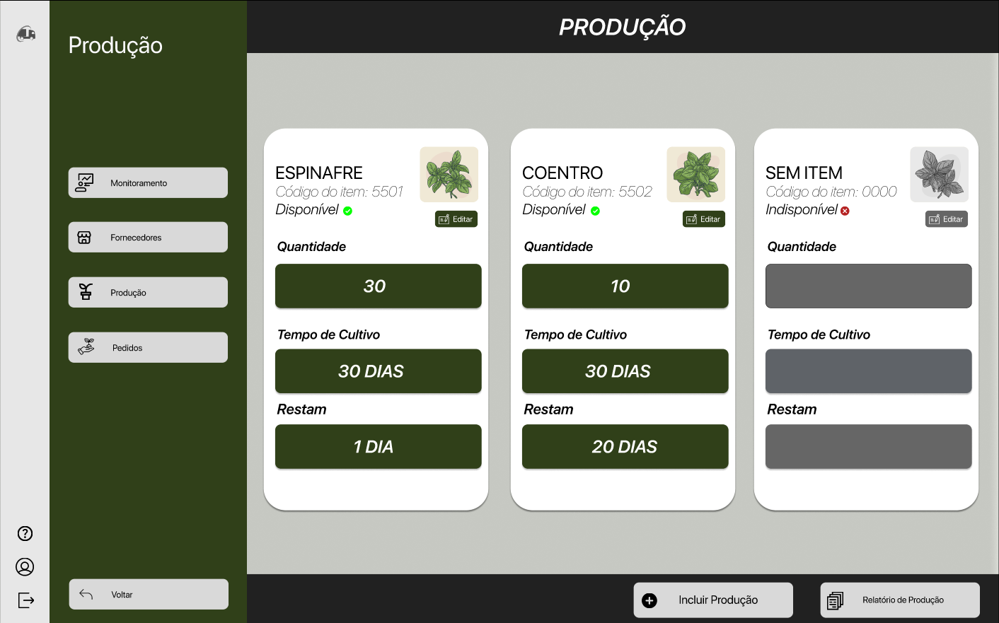 Produção
Monitoramento
Fornecedores
Produção
Pedidos
Voltar
PRODUÇÃO
ESPINAFRE
Código do item: 5501
Disponível
Editar
Quantidade
30
Tempo de Cultivo
30 DIAS
Restam
1 DIA
COENTRO
Código do item: 5502
Disponível
Editar
Quantidade
10
Tempo de Cultivo
30 DIAS
Restam
20 DIAS
SEM ITEM
Código do item: 0000
Indisponível
Editar
Quantidade
Tempo de Cultivo
Restam
Incluir Produção
Relatório de Produção